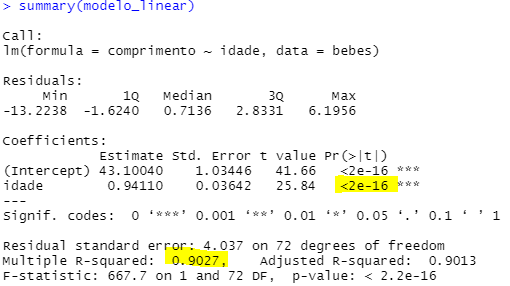 > summary(modelo_linear)
Call:
lm(formula = comprimento ~ idade, data = bebes)
Residuals:
Min 1Q Median 3Q Max
-13.2238 -1.6240 0.7136 2.8331 6.1956
Coefficients:
Estimate Std. Error t value Pr(>|t|)
(Intercept) 43.10040 1.03446 41.66 <2e-16 ***
idade 0.94110 0.03642 25.84 <2e-16 ***
---
Signif. codes: 0 ‘***’ 0.001 ‘**’ 0.01 ‘*’ 0.05 ‘.’ 0.1 ‘ ’ 1
Residual standard error: 4.037 on 72 degrees of freedom
Multiple R-squared: 0.9027, Adjusted R-squared: 0.9013
F-statistic: 667.7 on 1 and 72 DF, p-value: < 2.2e-16